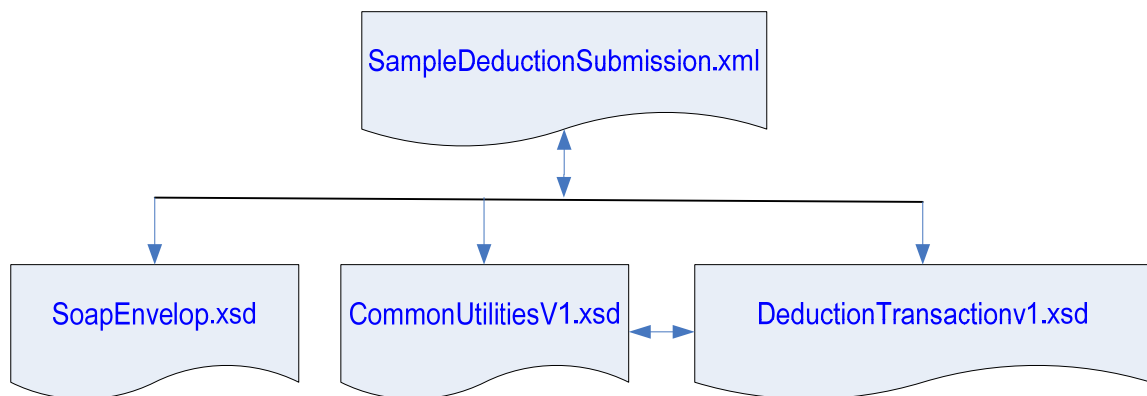 SampleDeductionSubmission.xml
SoapEnvelop.xsd
CommonUtilitiesV1.xsd
DeductionTransactionv1.xsd